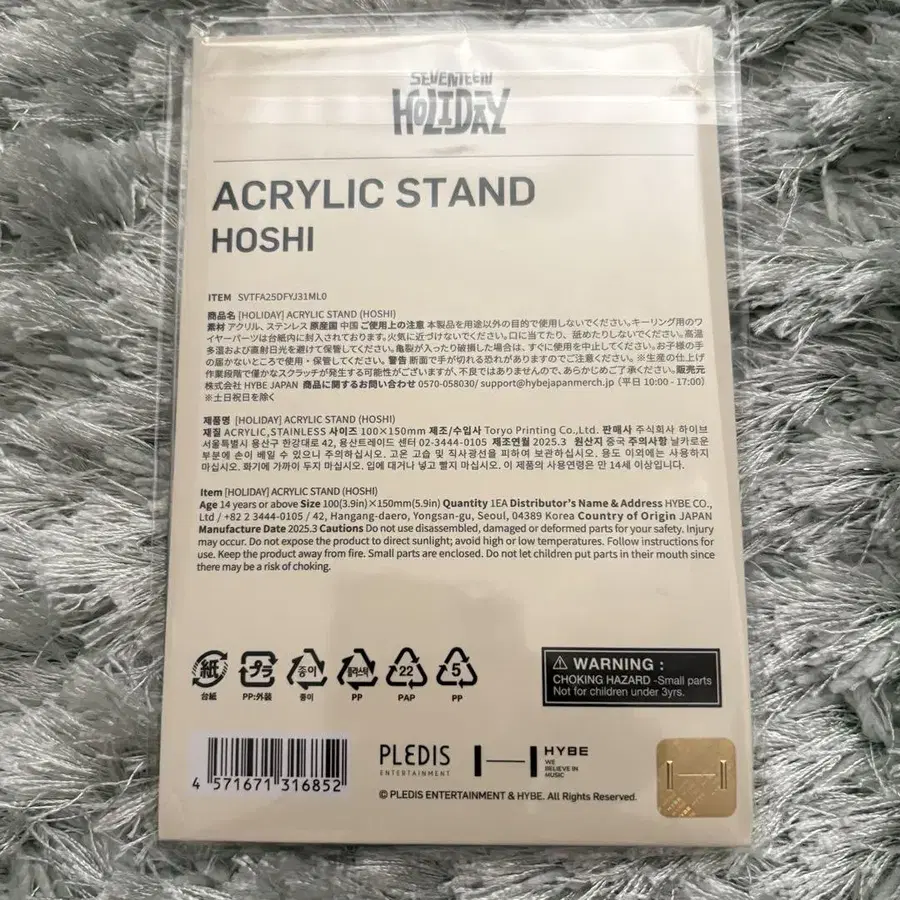 SEVENTEEN
HOLIDAY
ACRYLIC STAND
HOSHI
ITEM SVTFA25DFYJ31ML0
商品名 [HOLIDAY] ACRYLIC STAND (HOSHI)
素材 アクリル、ステンレス 原産国 中国 ご使用上の注意 本製品を用途以外の目的で使用しないでください。キーリング用のワ
イヤーパーツは台紙内に封入されております。火気に近づけないでください。口に当てたり、舐めたりしないでください。高温
多湿および直射日光を避けて保管してください。亀裂が入ったり破損した場合は、すぐに使用を中止してください。お子様の手
の届かないところで使用・保管してください。警告 断面で手が切れる恐れがありますのでご注意ください。※生産の仕上げ
作業段階で僅かなスクラッチが発生する可能性がございますが、不良ではありませんので、あらかじめご了承ください。販売元
株式会社 HYBE JAPAN 商品に関するお問い合わせ 0570-058030/ support@hybejapanmerch.jp (平日 10:00 - 17:00)
※土日祝日を除く
제품명 [HOLIDAY] ACRYLIC STAND (HOSHI)
재질 ACRYLIC,STAINLESS 사이즈 100×150mm 제조/수입사 Toryo Printing Co.,Ltd. 판매사 주식회사 하이브
서울특별시 용산구 한강대로 42, 용산트레이드 센터 02-3444-0105 제조연월 2025.3 원산지 중국 주의사항 날카로운
부분에 손이 베일 수 있으니 주의하십시오. 고온 고습 및 직사광선을 피하여 보관하십시오. 용도 이외에는 사용하지
마십시오. 화기에 가까이 두지 마십시오. 입에 대거나 넣고 빨지 마십시오. 이 제품의 사용연령은 만 14세 이상입니다.
Item [HOLIDAY] ACRYLIC STAND (HOSHI)
Age 14 years or above Size 100(3.9in)×150mm(5.9in) Quantity 1EA Distributor's Name & Address HYBE CO.,
Ltd / +82 2 3444-0105 / 42, Hangang-daero, Yongsan-gu, Seoul, 04389 Korea Country of Origin JAPAN
Manufacture Date 2025.3 Cautions Do not use disassembled, damaged or deformed parts for your safety. Injury
may occur. Do not expose the product to direct sunlight; avoid high or low temperatures. Follow instructions for
use. Keep the product away from fire. Small parts are enclosed. Do not let children put parts in their mouth since
there may be a risk of choking.
紙 プラ 종이 플라스틱 22 5
台紙 PP:外装 종이 PP PAP PP
⚠ WARNING :
CHOKING HAZARD -Small parts
Not for children under 3yrs.
4 571671 316852
PLEDIS
ENTERTAINMENT
HYBE
WE
BELIEVE IN
MUSIC
© PLEDIS ENTERTAINMENT & HYBE. All Rights Reserved.